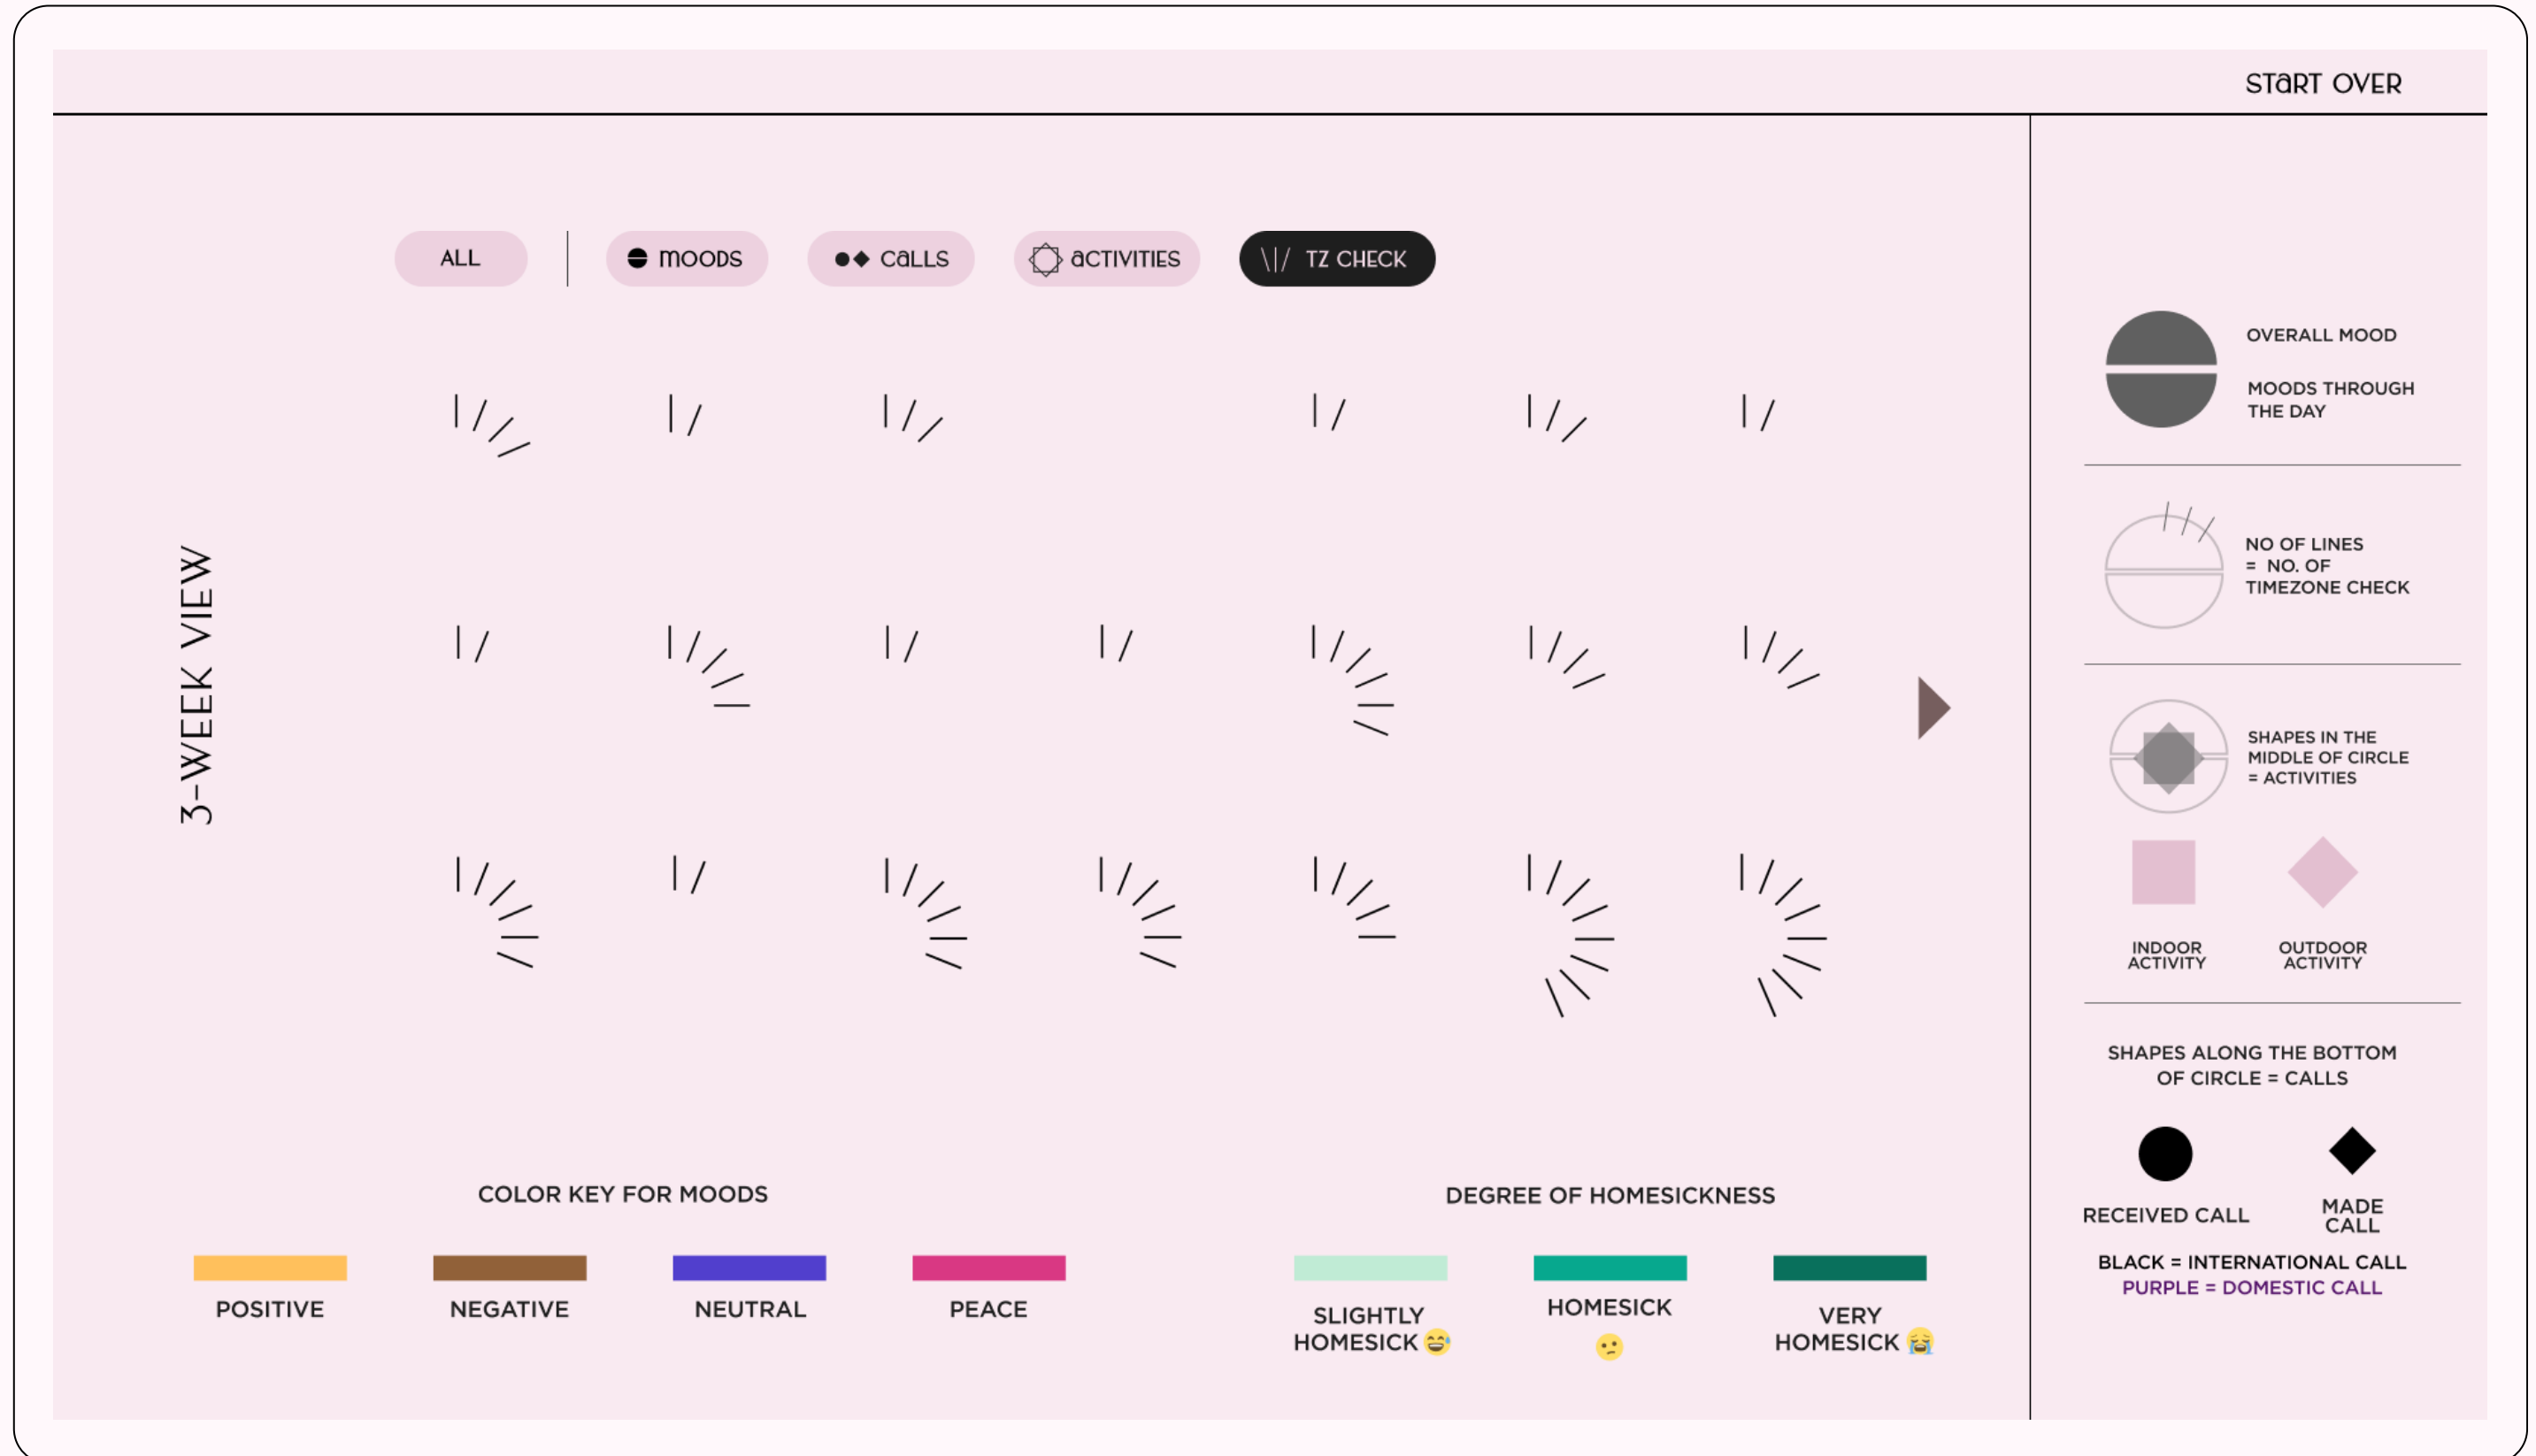 START OVER
ALL
MOODS
CALLS
ACTIVITIES
TZ CHECK
3-WEEK VIEW
COLOR KEY FOR MOODS
POSITIVE
NEGATIVE
NEUTRAL
PEACE
DEGREE OF HOMESICKNESS
SLIGHTLY
HOMESICK 😅
HOMESICK
🫤
VERY
HOMESICK 😭
OVERALL MOOD
MOODS THROUGH
THE DAY
NO OF LINES
= NO. OF
TIMEZONE CHECK
SHAPES IN THE
MIDDLE OF CIRCLE
= ACTIVITIES
INDOOR
ACTIVITY
OUTDOOR
ACTIVITY
SHAPES ALONG THE BOTTOM
OF CIRCLE = CALLS
RECEIVED CALL
MADE
CALL
BLACK = INTERNATIONAL CALL
PURPLE = DOMESTIC CALL